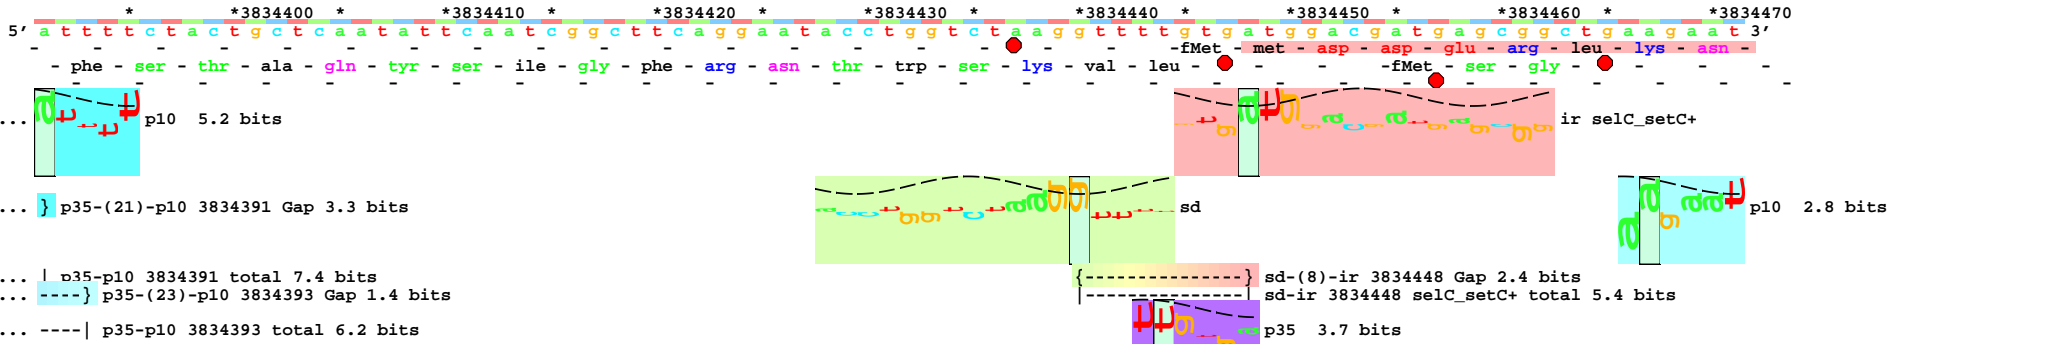 * *3834400 * *3834410 * *3834420 * *3834430 * *3834440 * *3834450 * *3834460 * *3834470
5' a t t t t c t a c t g c t c a a t a t t c a a t c g g c t t c a g g a a t a c c t g g t c t a a g g t t t t g t g a t g g a c g a t g a g c g g c t g a a g a a t 3'
- - - - - - - - - - - - - - - - - - -fMet - met - asp - asp - glu - arg - leu - lys - asn -
- phe - ser - thr - ala - gln - tyr - ser - ile - gly - phe - arg - asn - thr - trp - ser - lys - val - leu - - - -fMet - ser - gly - - - -
- - - - - - - - - - - - - - - - - - - - - - - - - - -
... p10 5.2 bits
ir selC_setC+
... } p35-(21)-p10 3834391 Gap 3.3 bits
sd
p10 2.8 bits
... | p35-p10 3834391 total 7.4 bits
{--------------} sd-(8)-ir 3834448 Gap 2.4 bits
... ----} p35-(23)-p10 3834393 Gap 1.4 bits
|--------------| sd-ir 3834448 selC_setC+ total 5.4 bits
... ----| p35-p10 3834393 total 6.2 bits
p35 3.7 bits